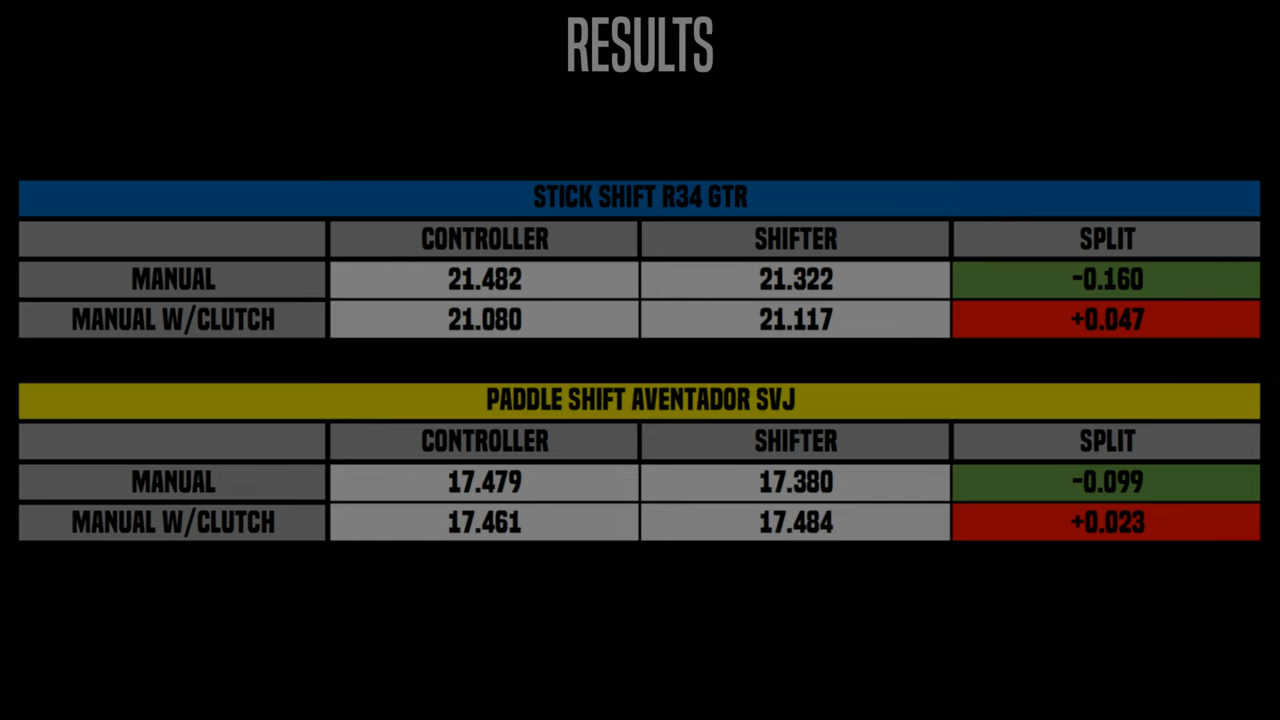 RESULTS
STICK SHIFT R34 GTR
CONTROLLER SHIFTER SPLIT
MANUAL 21.482 21.322 -0.160
MANUAL W/CLUTCH 21.080 21.117 +0.047
PADDLE SHIFT AVENTADOR SVJ
CONTROLLER SHIFTER SPLIT
MANUAL 17.479 17.380 -0.099
MANUAL W/CLUTCH 17.461 17.484 +0.023